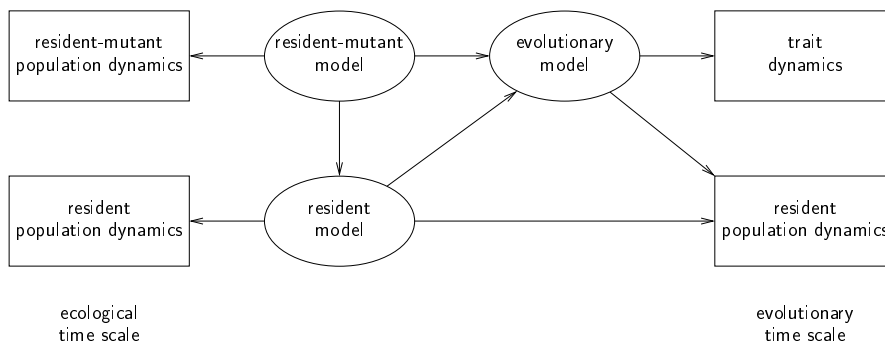 resident-mutant
population dynamics
resident-mutant
model
evolutionary
model
trait
dynamics
resident
population dynamics
resident
model
resident
population dynamics
ecological
time scale
evolutionary
time scale